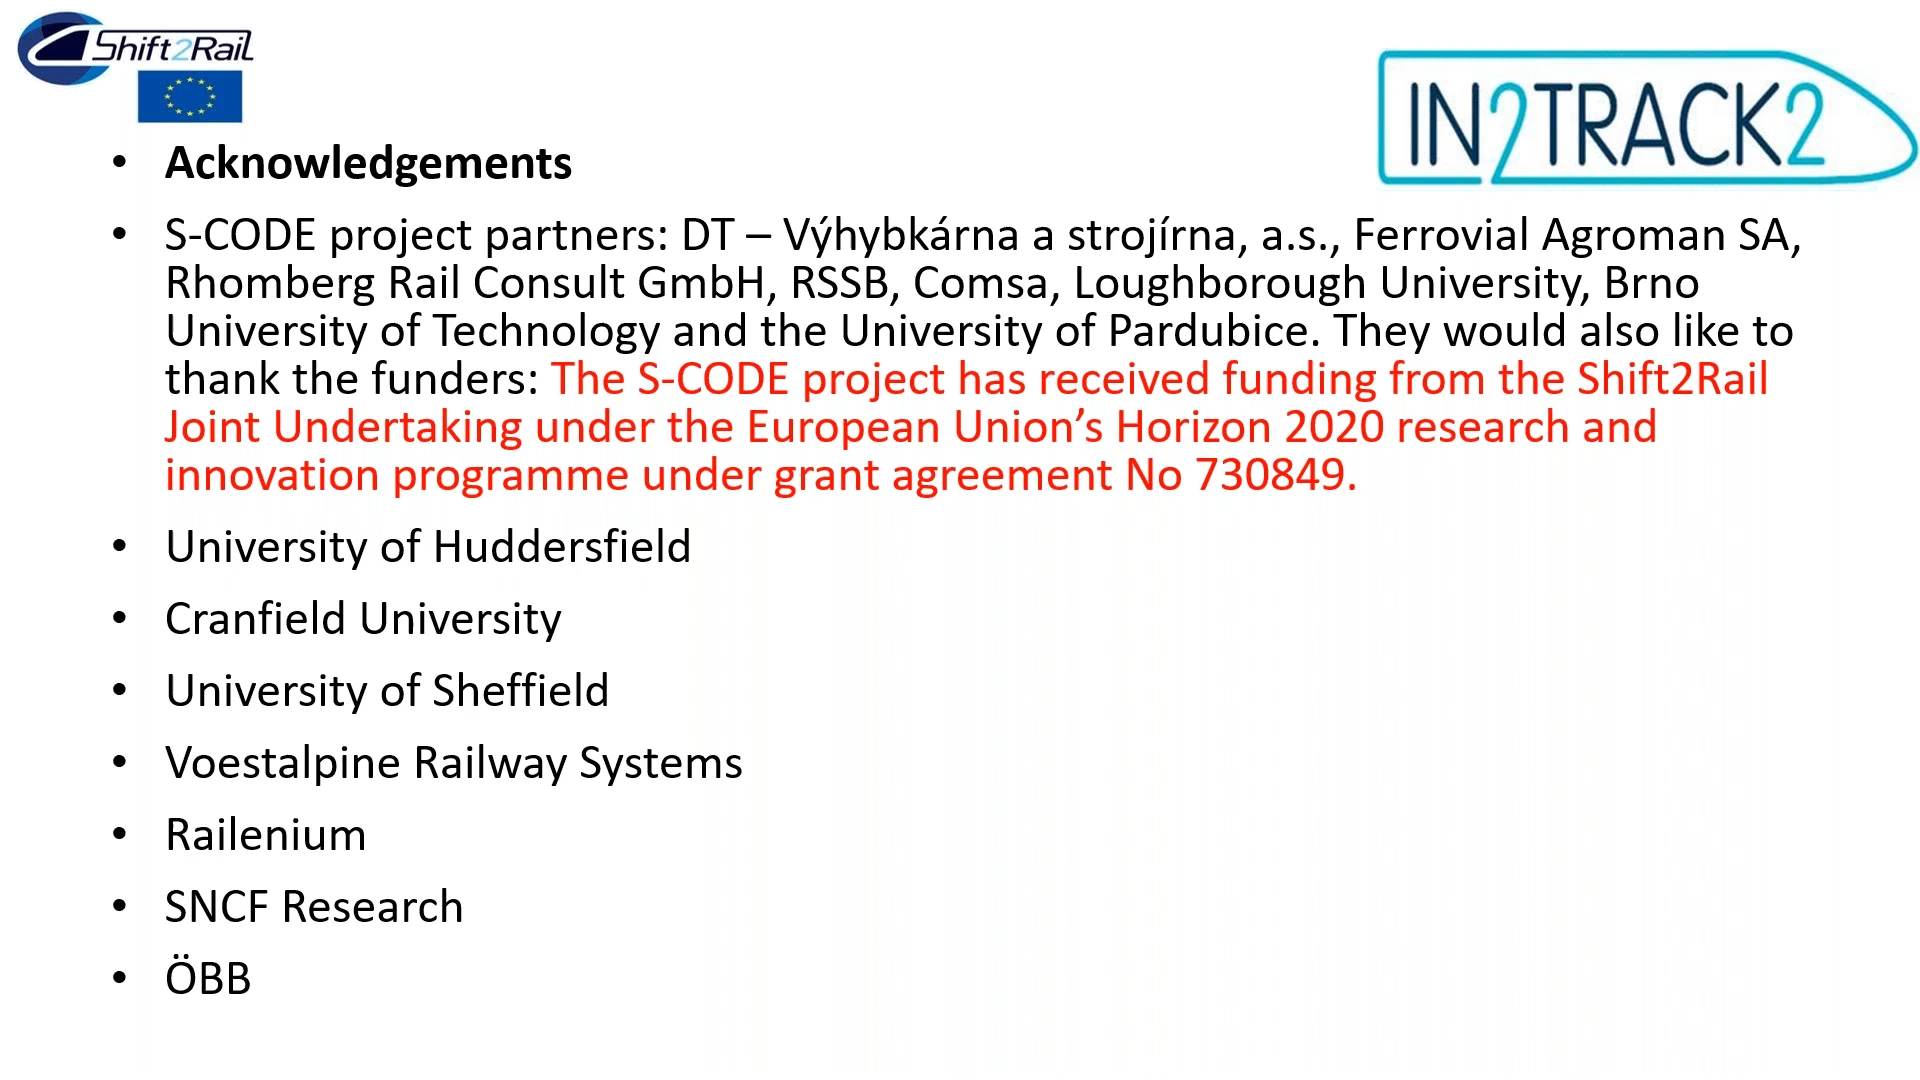 Shift2Rail
IN2TRACK2
• Acknowledgements
• S-CODE project partners: DT – Výhybkárna a strojírna, a.s., Ferrovial Agroman SA,
Rhomberg Rail Consult GmbH, RSSB, Comsa, Loughborough University, Brno
University of Technology and the University of Pardubice. They would also like to
thank the funders: The S-CODE project has received funding from the Shift2Rail
Joint Undertaking under the European Union’s Horizon 2020 research and
innovation programme under grant agreement No 730849.
• University of Huddersfield
• Cranfield University
• University of Sheffield
• Voestalpine Railway Systems
• Railenium
• SNCF Research
• ÖBB